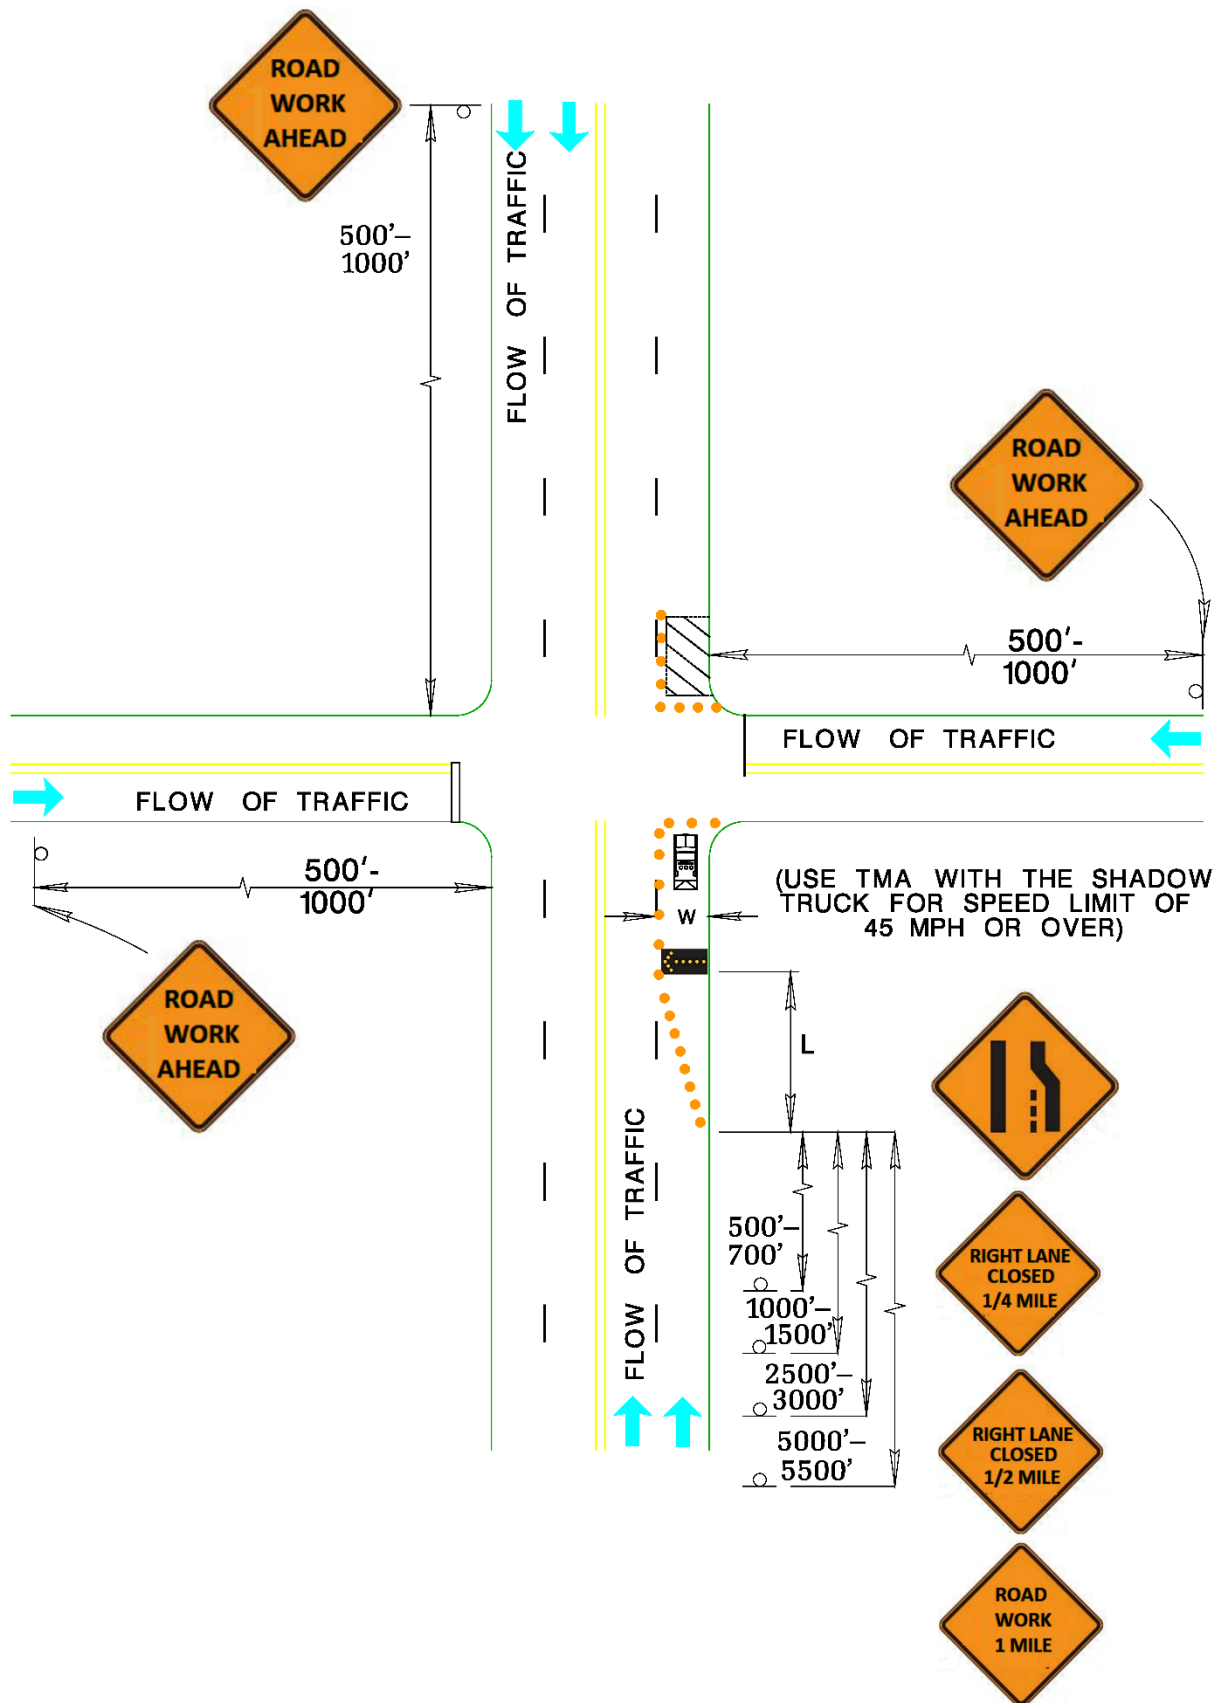 ROAD
WORK
AHEAD
FLOW OF TRAFFIC
500'–
1000'
ROAD
WORK
AHEAD
500'-
1000'
FLOW OF TRAFFIC
FLOW OF TRAFFIC
500'-
1000'
(USE TMA WITH THE SHADOW
TRUCK FOR SPEED LIMIT OF
45 MPH OR OVER)
W
ROAD
WORK
AHEAD
L
FLOW OF TRAFFIC
500'–
700'
1000'–
1500'
2500'–
3000'
5000'–
5500'
RIGHT LANE
CLOSED
1/4 MILE
RIGHT LANE
CLOSED
1/2 MILE
ROAD
WORK
1 MILE